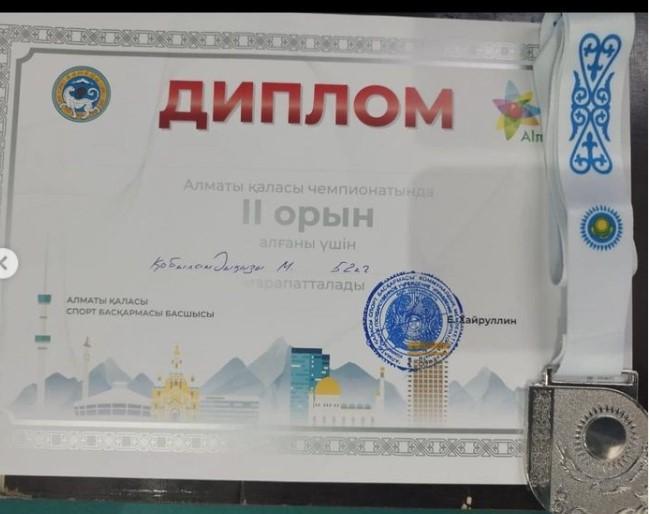 ДИПЛОМ
Алматы қаласы чемпионатында
II орын
алғаны үшін
М. 52кг
марапатталады
АЛМАТЫ ҚАЛАСЫ
СПОРТ БАСҚАРМАСЫ БАСШЫСЫ
Хайруллин